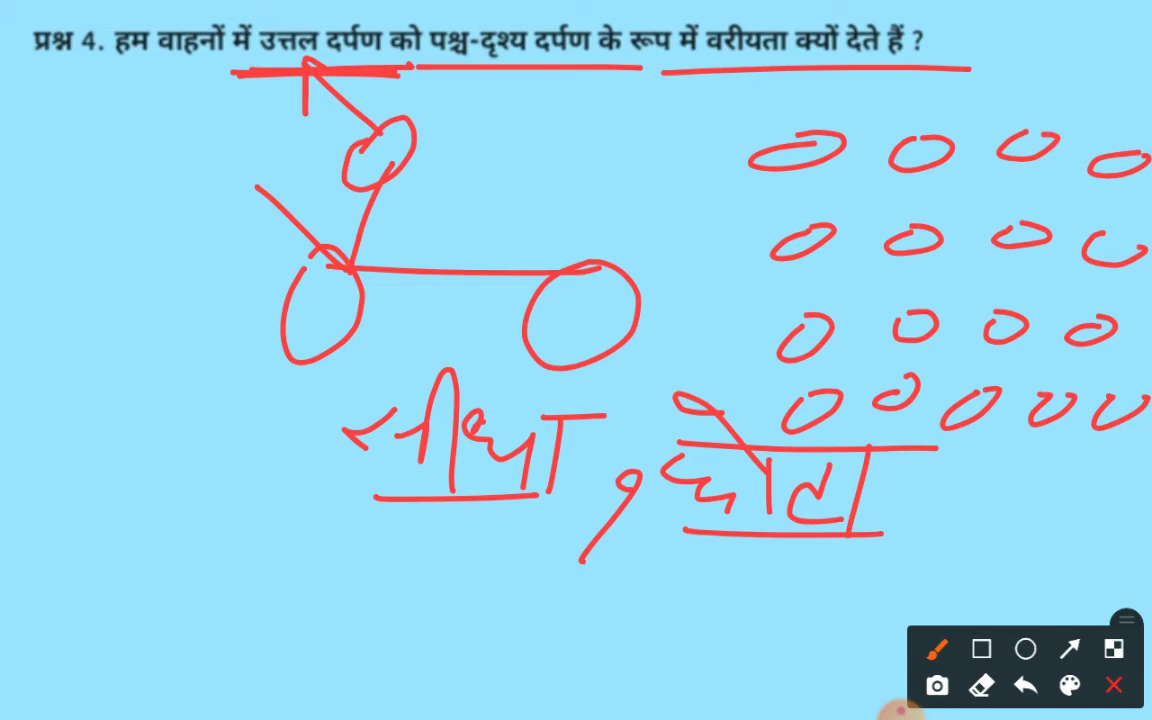 प्रश्न 4. हम वाहनों में उत्तल दर्पण को पश्च-दृश्य दर्पण के रूप में वरीयता क्यों देते हैं ?
सीधा, छोटा